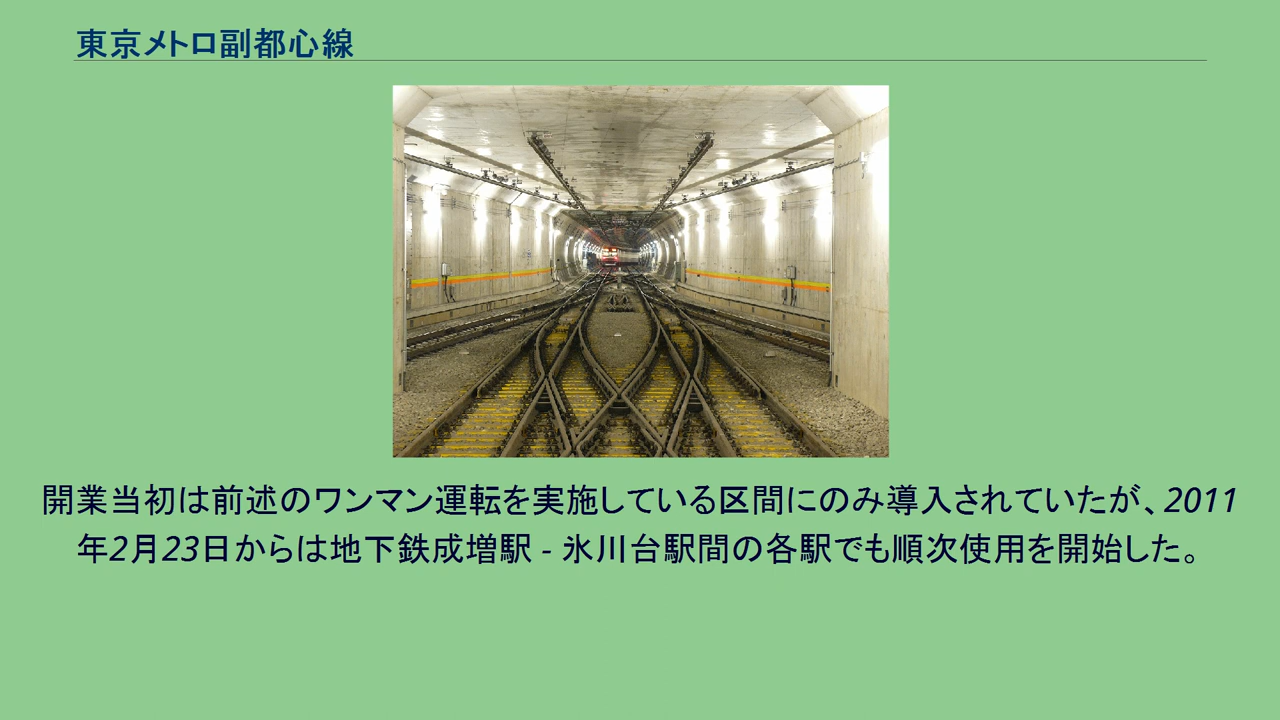 東京メトロ副都心線
開業当初は前述のワンマン運転を実施している区間にのみ導入されていたが、2011
年2月23日からは地下鉄成増駅 - 氷川台駅間の各駅でも順次使用を開始した。